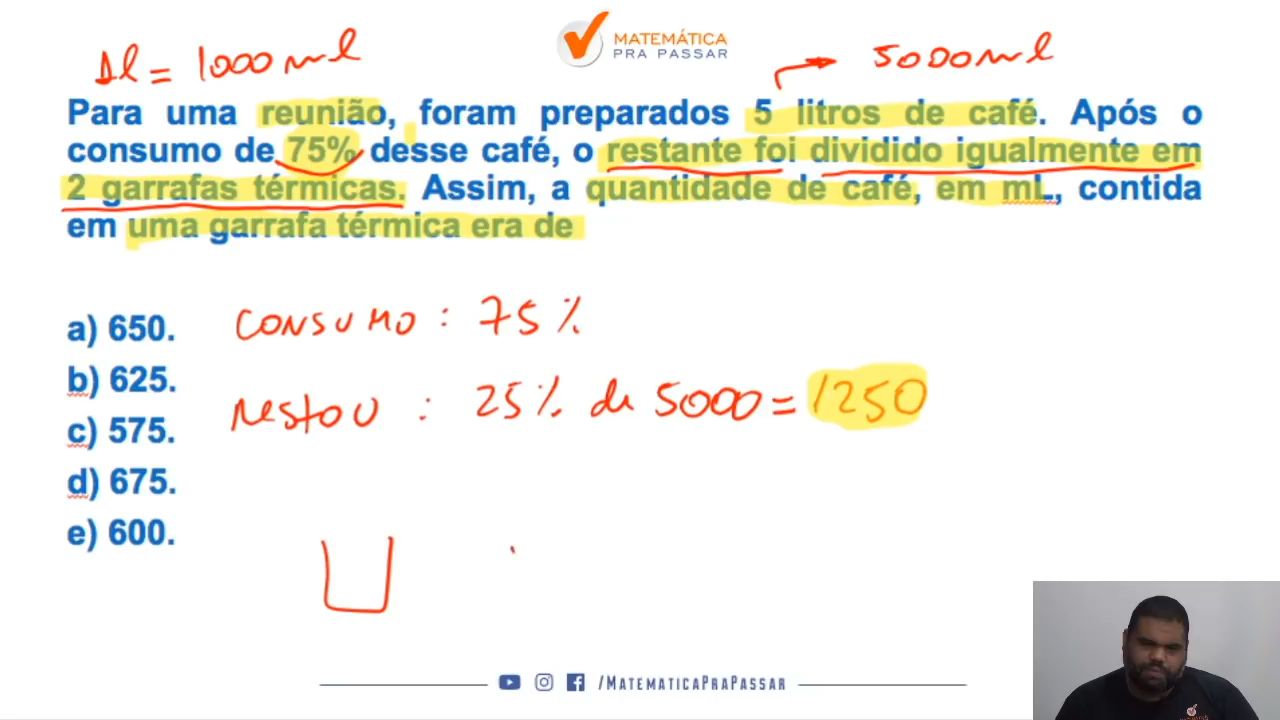 MATEMÁTICA
PRA PASSAR
1l = 1000 ml
5000 ml
Para uma reunião, foram preparados 5 litros de café. Após o
consumo de 75% desse café, o restante foi dividido igualmente em
2 garrafas térmicas. Assim, a quantidade de café, em mL, contida
em uma garrafa térmica era de
a) 650.
CONSUMO : 75 %
b) 625.
RESTOU : 25% de 5000 = 1250
c) 575.
d) 675.
e) 600.
/MATEMATICAPRAPASSAR